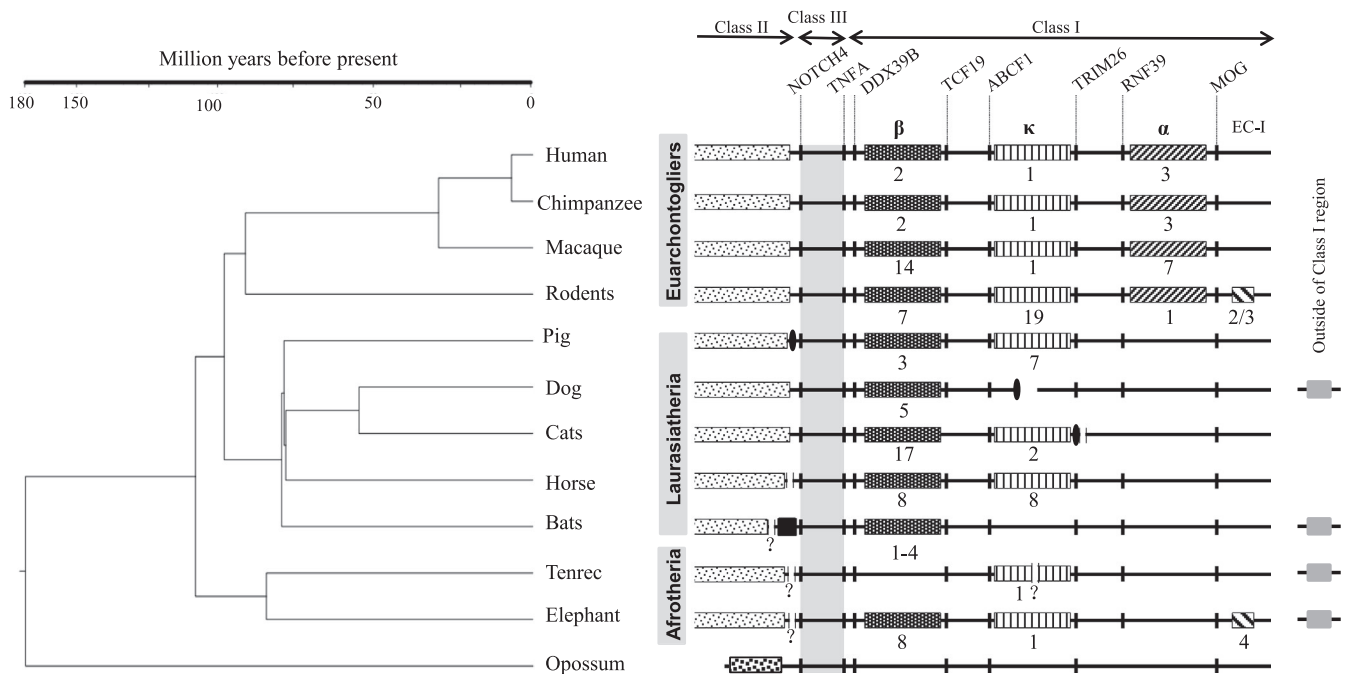 Million years before present
180 150 100 50 0
Class II Class III Class I
NOTCH4 TNFA DDX39B TCF19 ABCF1 TRIM26 RNF39 MOG
β κ α EC-I
Euarchontogliers
Human
2 1 3
Chimpanzee
2 1 3
Macaque
14 1 7
Rodents
7 19 1 2/3
Laurasiatheria
Pig
3 7
Dog
5
Cats
17 2
Horse
8 8
Bats
? 1-4
Afrotheria
Tenrec
? 1 ?
Elephant
? 8 1 4
Opossum
Outside of Class I region